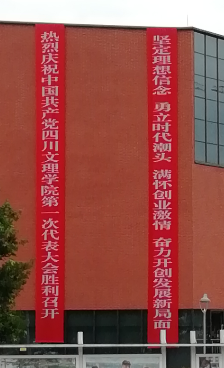 热烈庆祝中国共产党四川文理学院第一次代表大会胜利召开
坚定理想信念 勇立时代潮头 满怀创业激情 奋力开创发展新局面